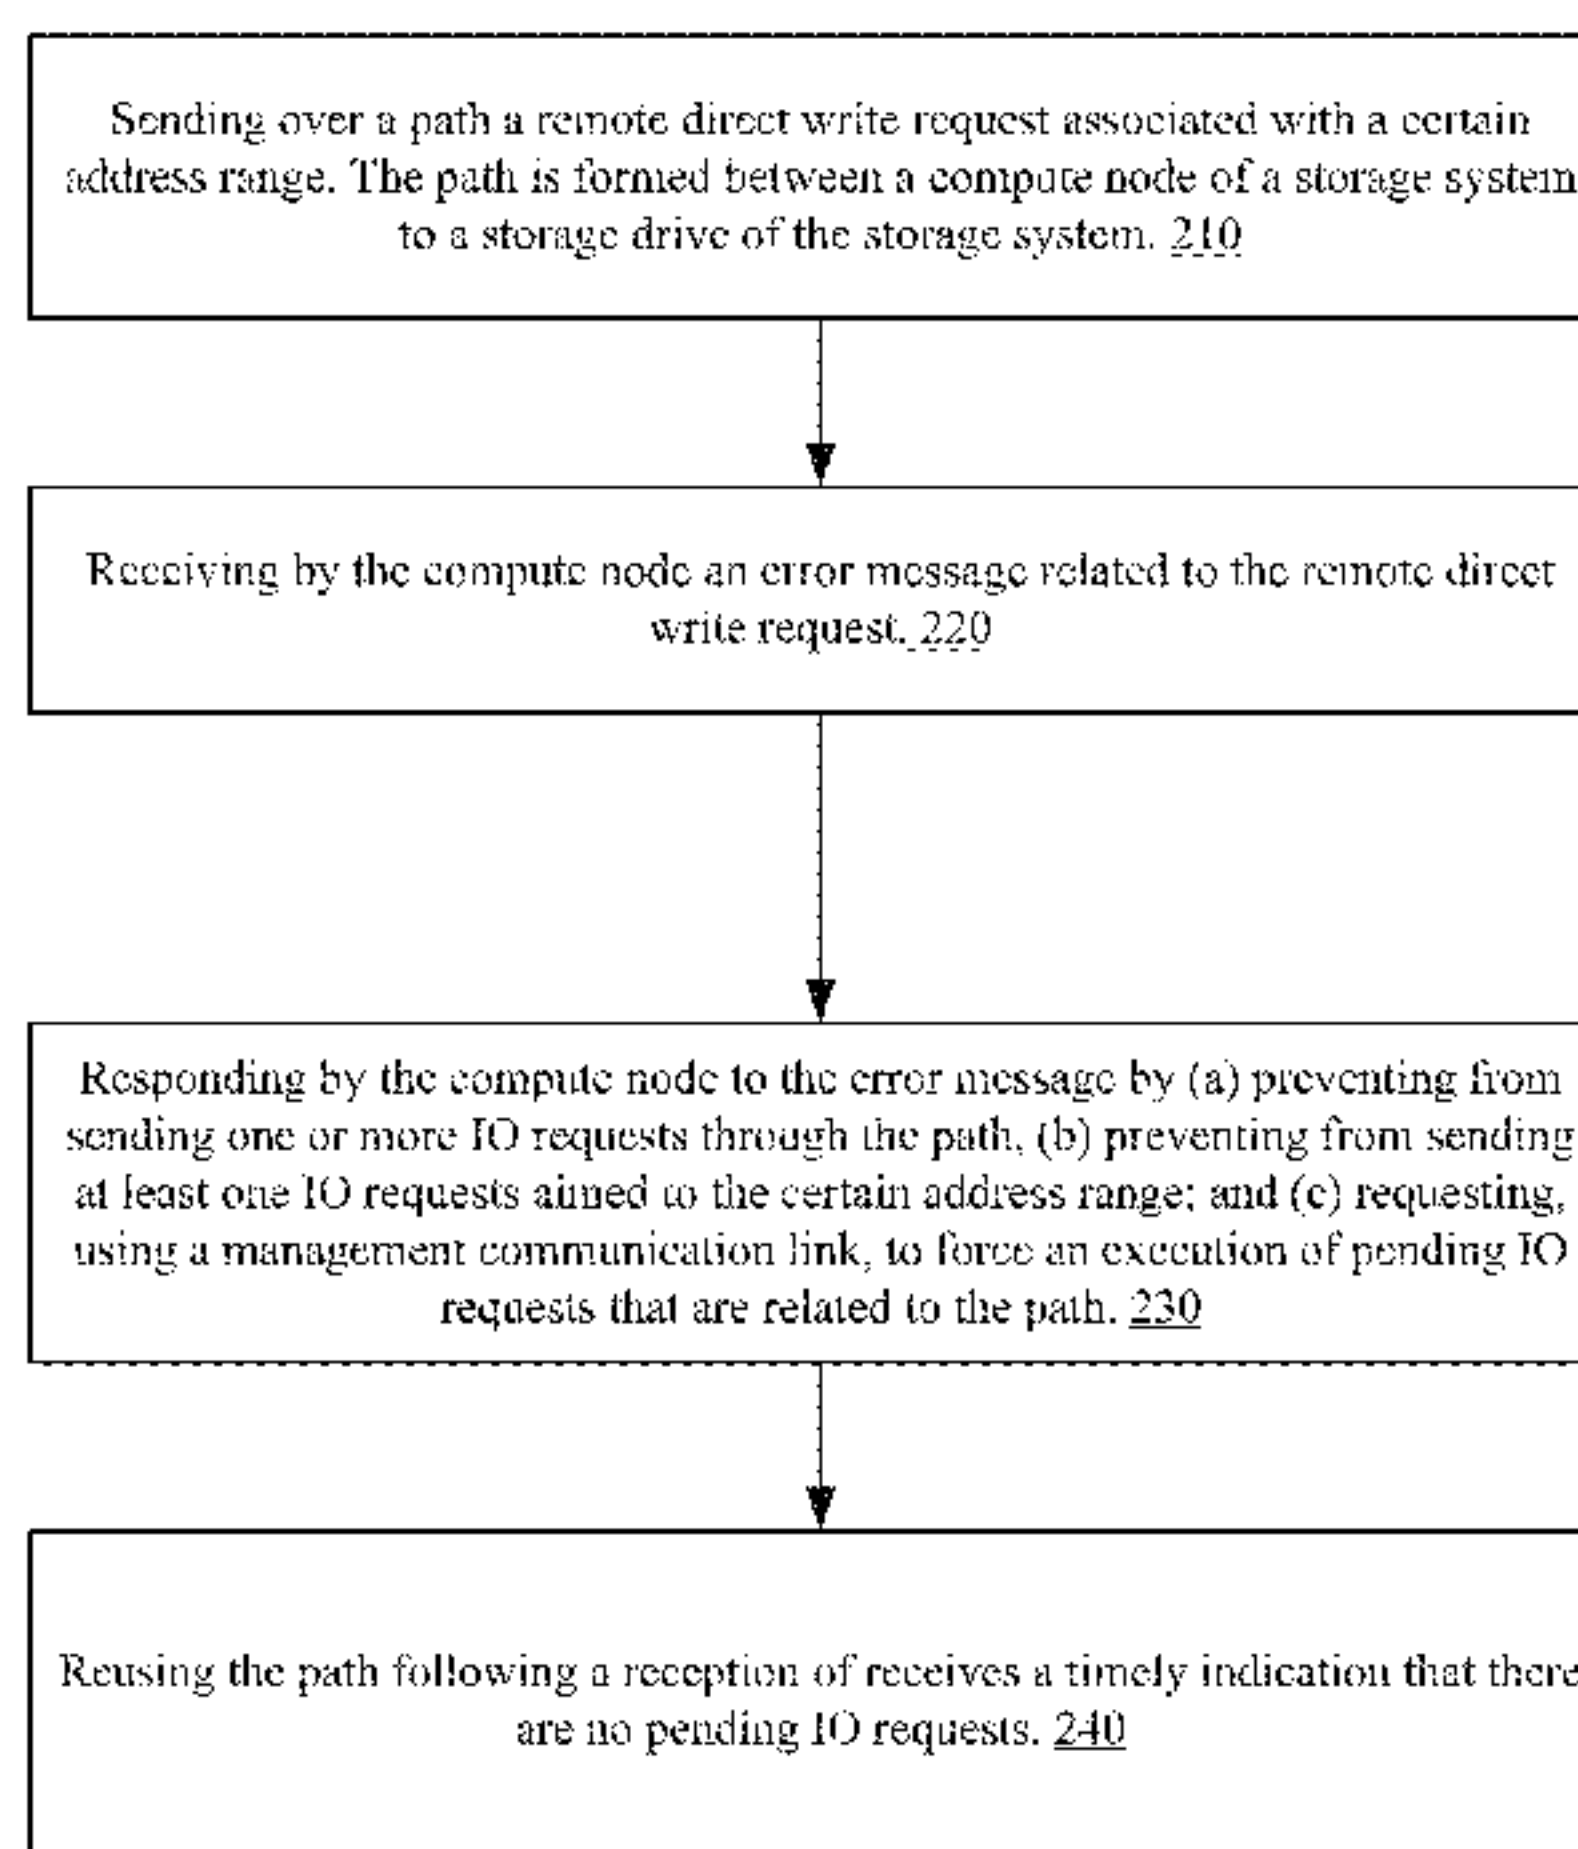 Sending over a path a remote direct write request associated with a certain
address range. The path is formed between a compute node of a storage system
to a storage drive of the storage system. 210
Receiving by the compute node an error message related to the remote direct
write request. 220
Responding by the compute node to the error message by (a) preventing from
sending one or more IO requests through the path, (b) preventing from sending
at least one IO requests aimed to the certain address range; and (c) requesting,
using a management communication link, to force an execution of pending IO
requests that are related to the path. 230
Reusing the path following a reception of receives a timely indication that there
are no pending IO requests. 240